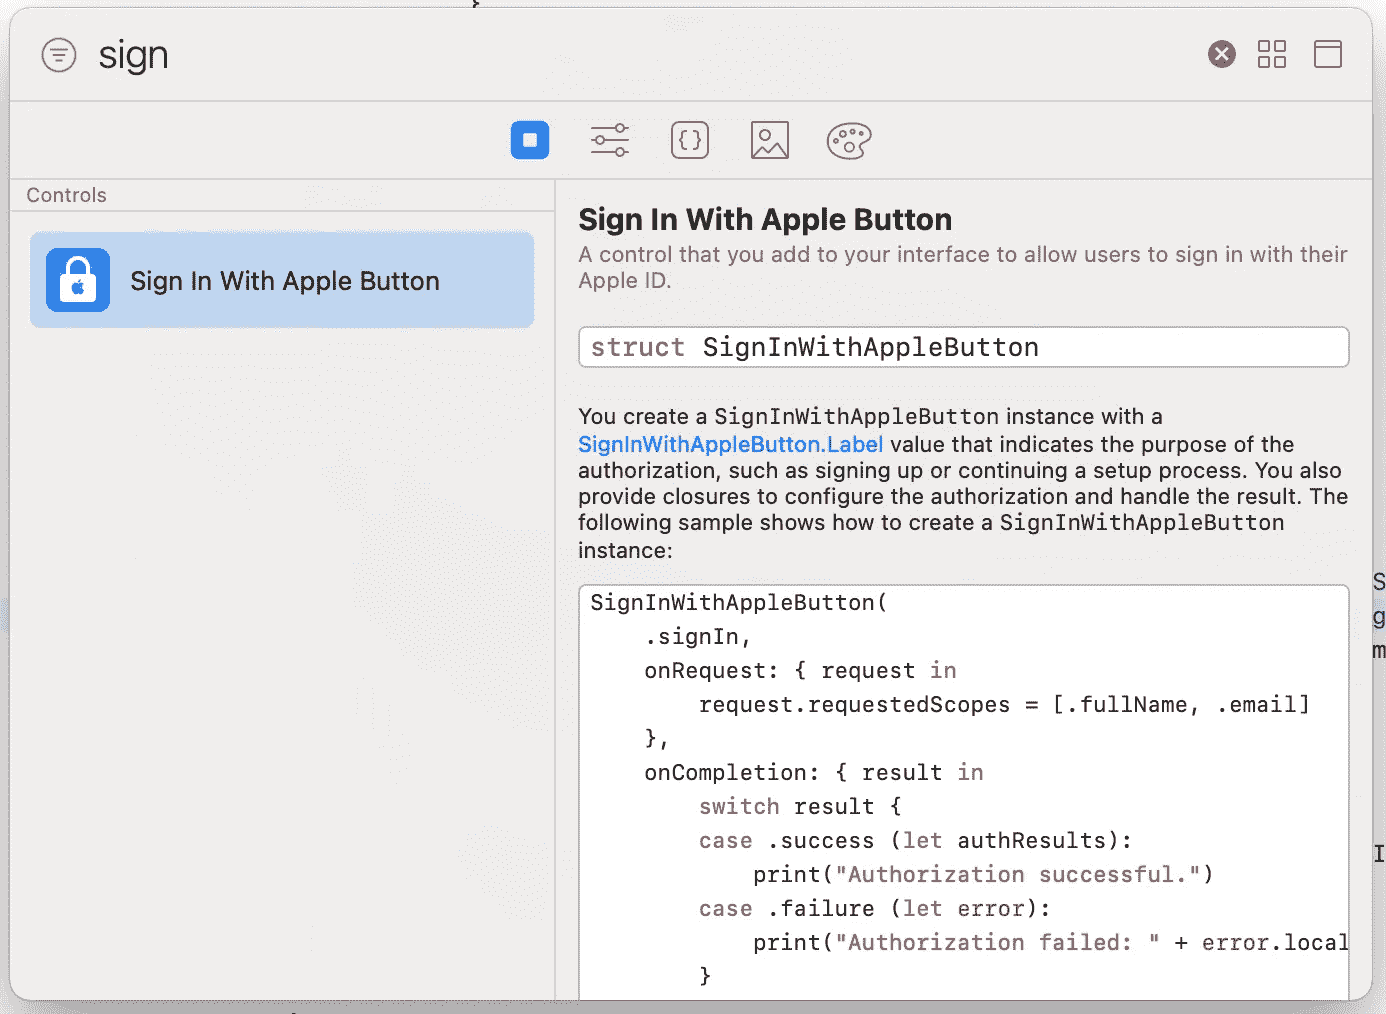 }
sign
{}
Controls
Sign In With Apple Button
Sign In With Apple Button
A control that you add to your interface to allow users to sign in with their
Apple ID.
struct SignInWithAppleButton
You create a SignInWithAppleButton instance with a
SignInWithAppleButton.Label value that indicates the purpose of the
authorization, such as signing up or continuing a setup process. You also
provide closures to configure the authorization and handle the result. The
following sample shows how to create a SignInWithAppleButton
instance:
SignInWithAppleButton(
.signIn,
onRequest: { request in
request.requestedScopes = [.fullName, .email]
},
onCompletion: { result in
switch result {
case .success (let authResults):
print("Authorization successful.")
case .failure (let error):
print("Authorization failed: " + error.local
}
S
g
m
I